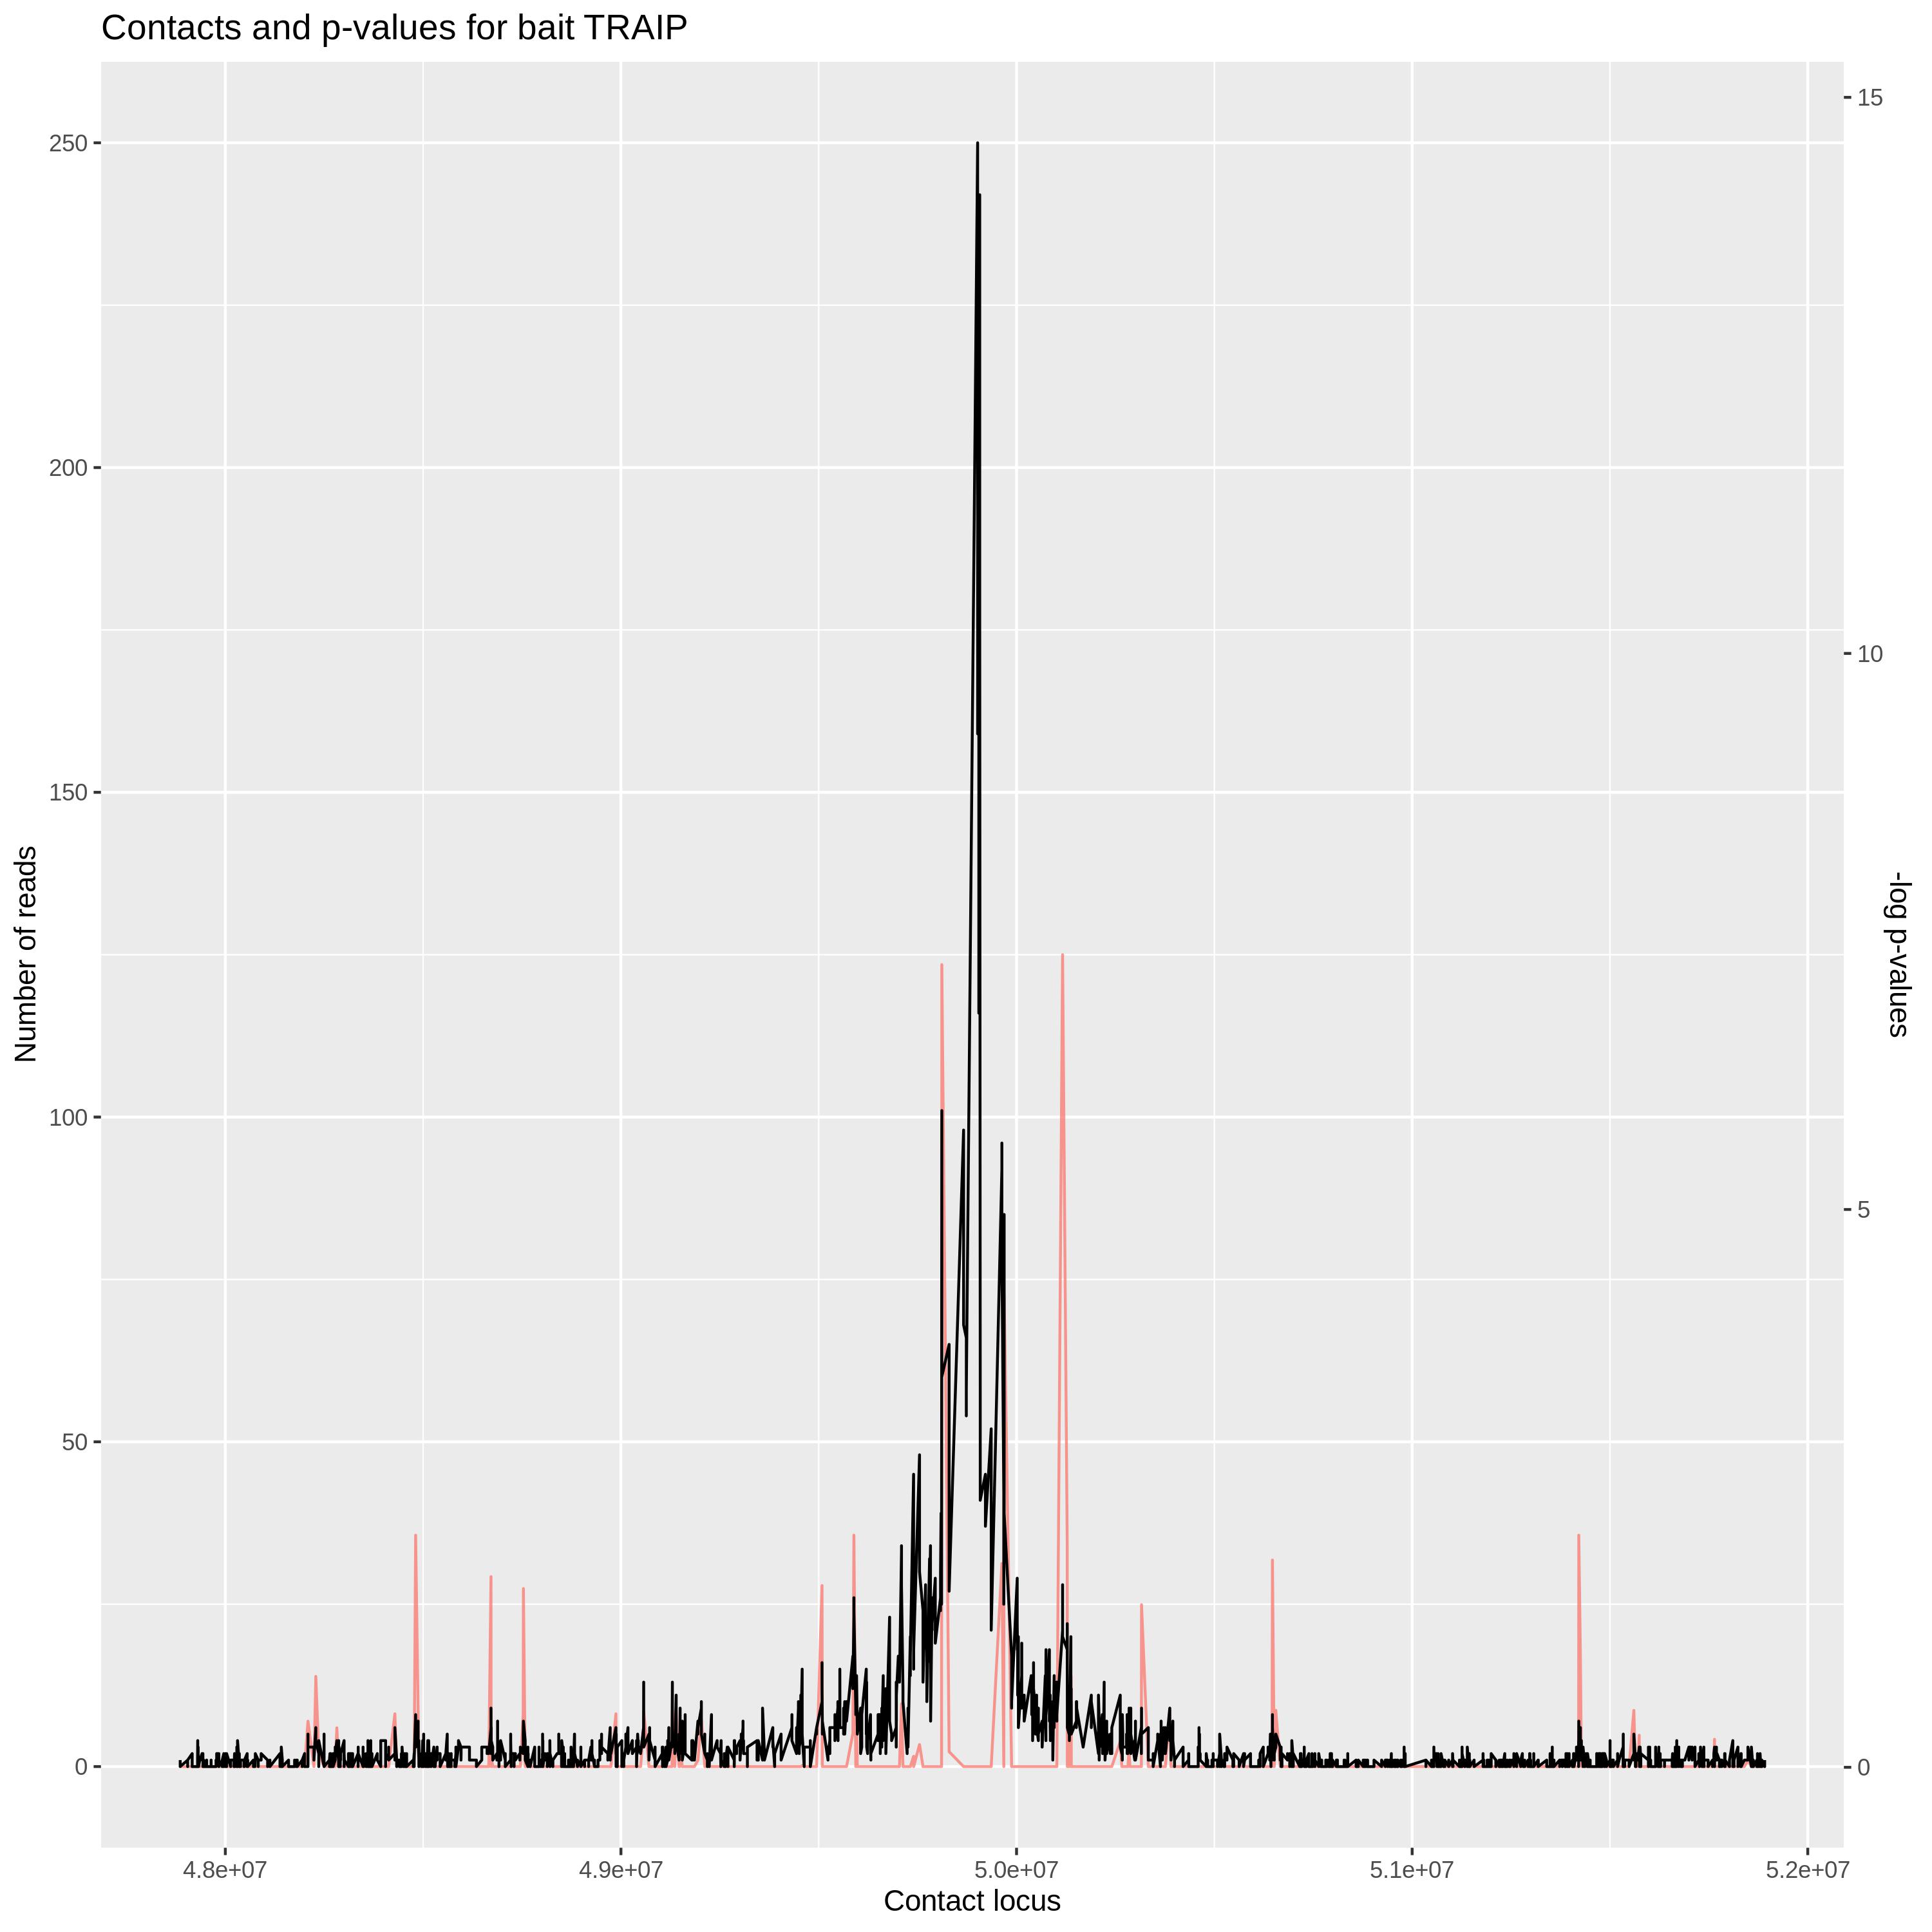 Contacts and p-values for bait TRAIP
250
200
150
100
50
0
Number of reads
15
10
5
0
-log p-values
4.8e+07
4.9e+07
5.0e+07
5.1e+07
5.2e+07
Contact locus